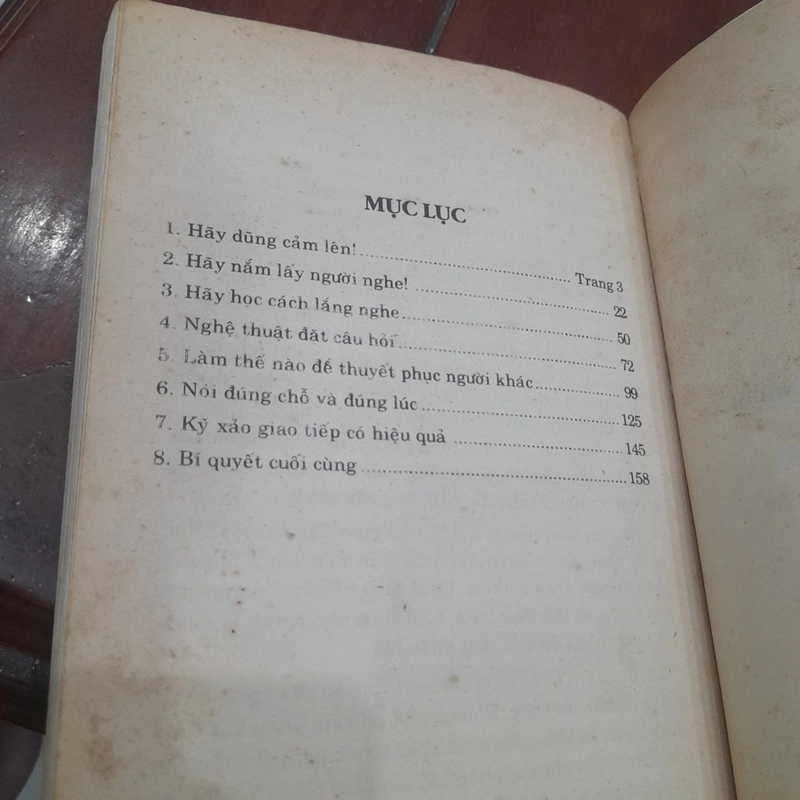 MỤC LỤC
1. Hãy dũng cảm lên! ........................................ Trang 3
2. Hãy nắm lấy người nghe! ........................................ 22
3. Hãy học cách lắng nghe ........................................ 50
4. Nghệ thuật đặt câu hỏi ........................................ 72
5. Làm thế nào để thuyết phục người khác ................ 99
6. Nói đúng chỗ và đúng lúc ........................................ 125
7. Kỹ xảo giao tiếp có hiệu quả ................................ 145
8. Bí quyết cuối cùng ................................................ 158